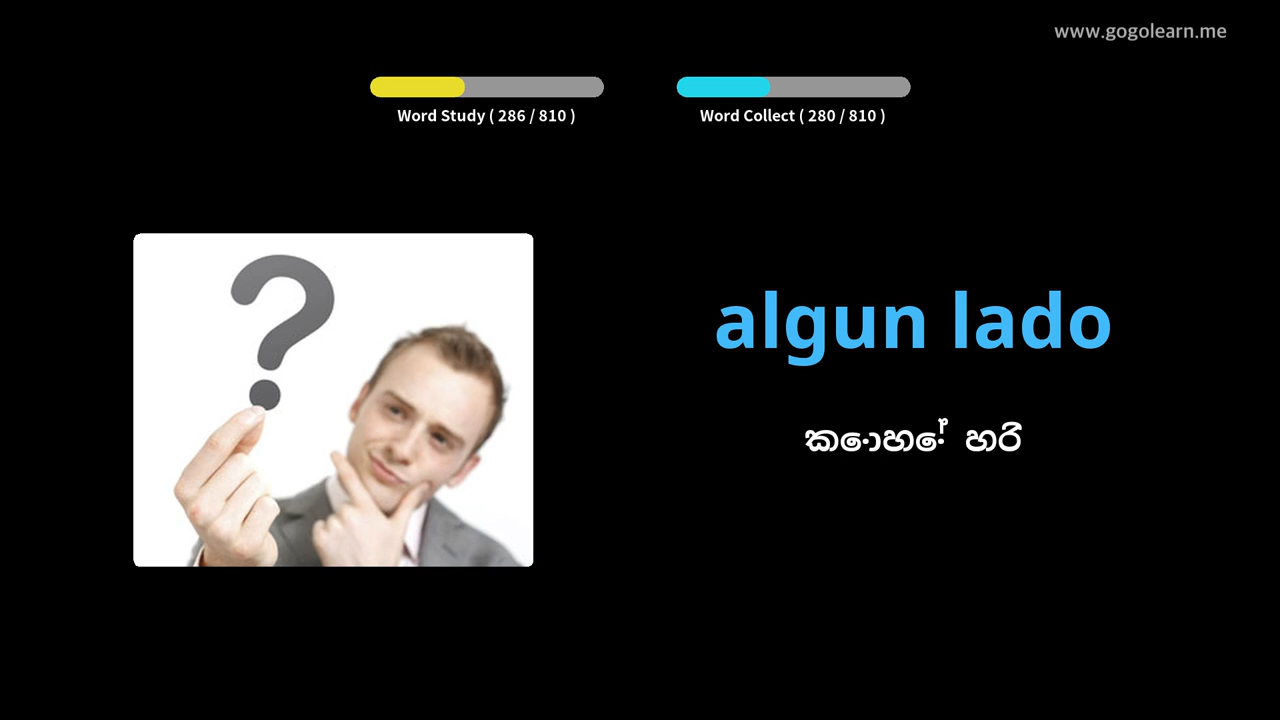 www.gogolearn.me
Word Study ( 286 / 810 )
Word Collect ( 280 / 810 )
algun lado
කොහේ හරි